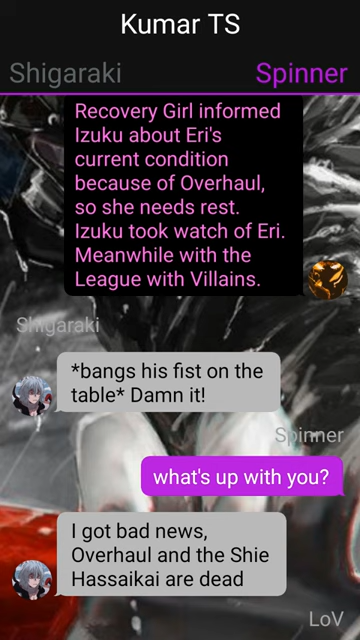 Kumar TS
Shigaraki
Spinner
Recovery Girl informed
Izuku about Eri's
current condition
because of Overhaul,
so she needs rest.
Izuku took watch of Eri.
Meanwhile with the
League with Villains.
Shigaraki
*bangs his fist on the
table* Damn it!
Spinner
what's up with you?
I got bad news,
Overhaul and the Shie
Hassaikai are dead
LoV